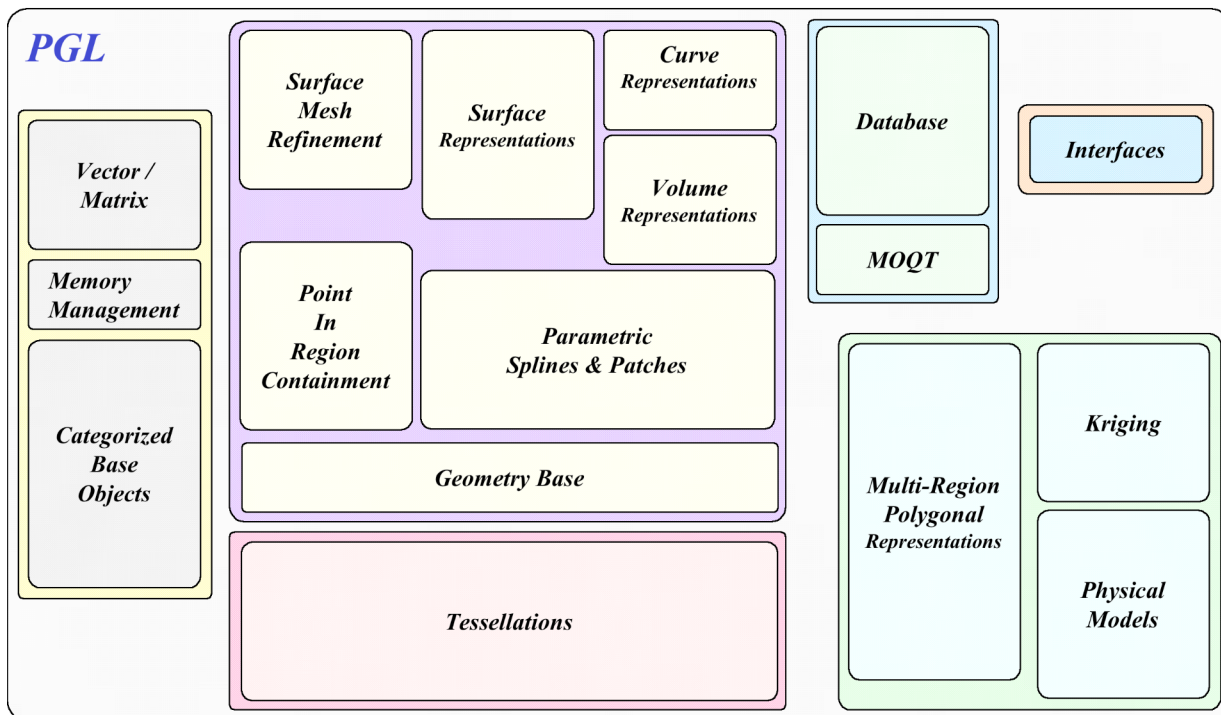 PGL
Vector /
Matrix
Memory
Management
Categorized
Base
Objects
Surface
Mesh
Refinement
Surface
Representations
Curve
Representations
Volume
Representations
Point
In
Region
Containment
Parametric
Splines & Patches
Geometry Base
Tessellations
Database
MOQT
Interfaces
Multi-Region
Polygonal
Representations
Kriging
Physical
Models